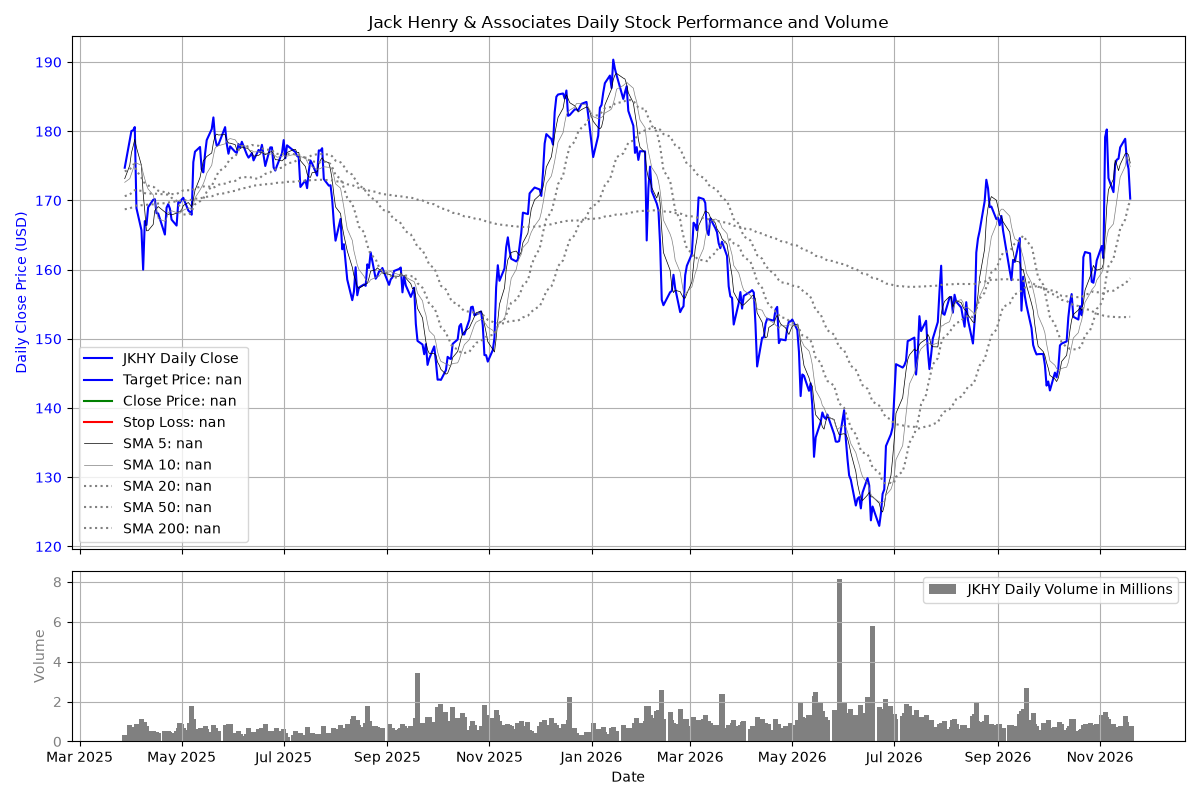 Jack Henry & Associates Daily Stock Performance and Volume
Daily Close Price (USD)
190
180
170
160
150
140
130
120
JKHY Daily Close
Target Price: nan
Close Price: nan
Stop Loss: nan
SMA 5: nan
SMA 10: nan
SMA 20: nan
SMA 50: nan
SMA 200: nan
Volume
8
6
4
2
0
JKHY Daily Volume in Millions
Mar 2025 May 2025 Jul 2025 Sep 2025 Nov 2025 Jan 2026 Mar 2026 May 2026 Jul 2026 Sep 2026 Nov 2026
Date